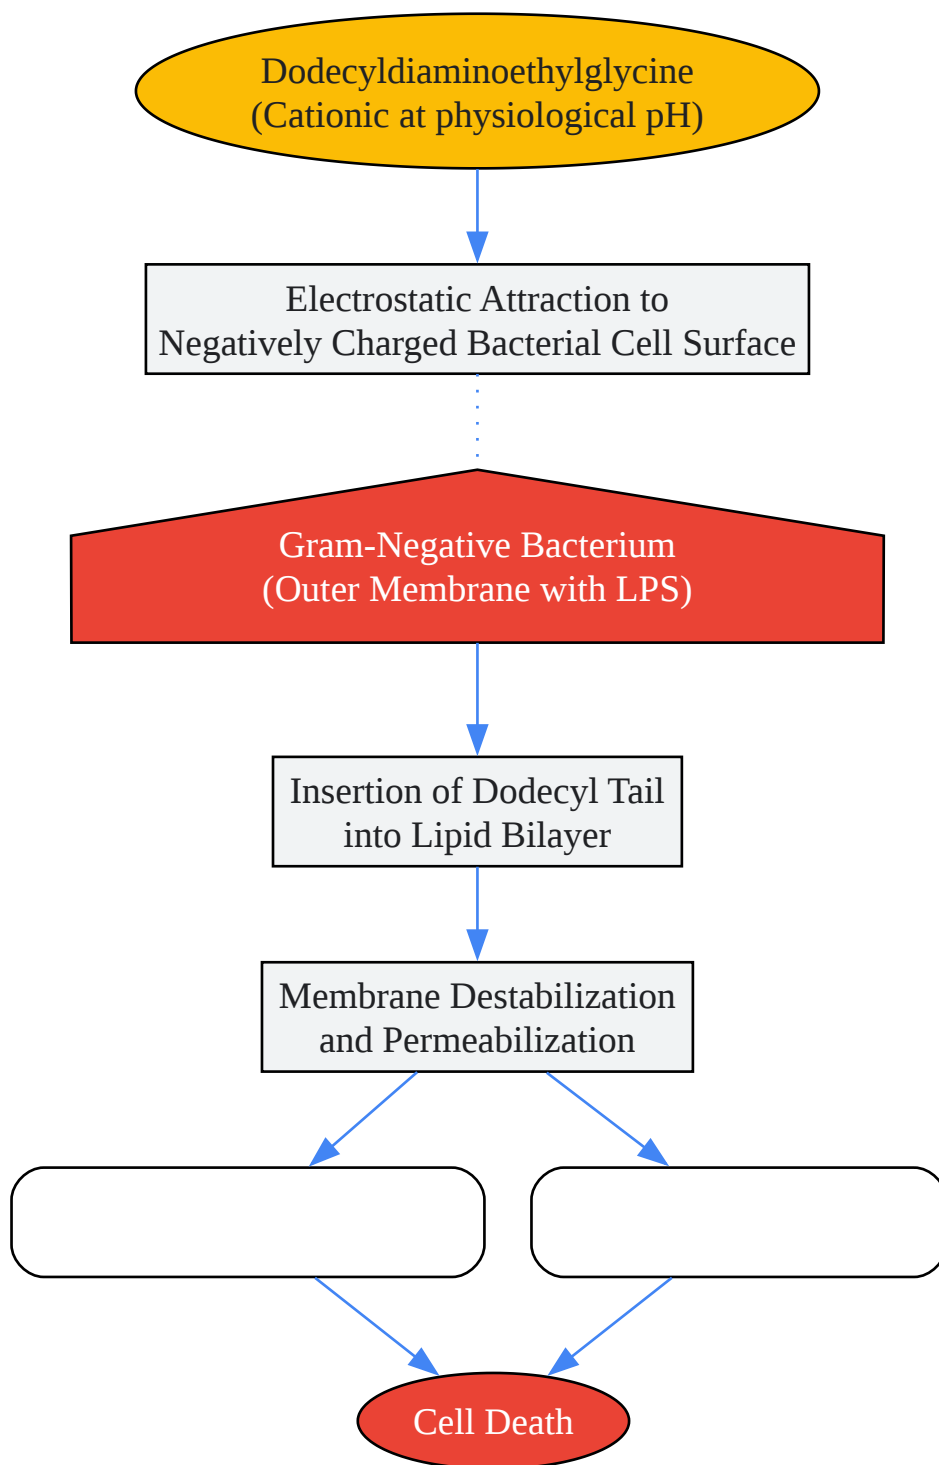 Dodecyldiaminoethylglycine
(Cationic at physiological pH)
Electrostatic Attraction to
Negatively Charged Bacterial Cell Surface
Gram-Negative Bacterium
(Outer Membrane with LPS)
Insertion of Dodecyl Tail
into Lipid Bilayer
Membrane Destabilization
and Permeabilization
Cell Death